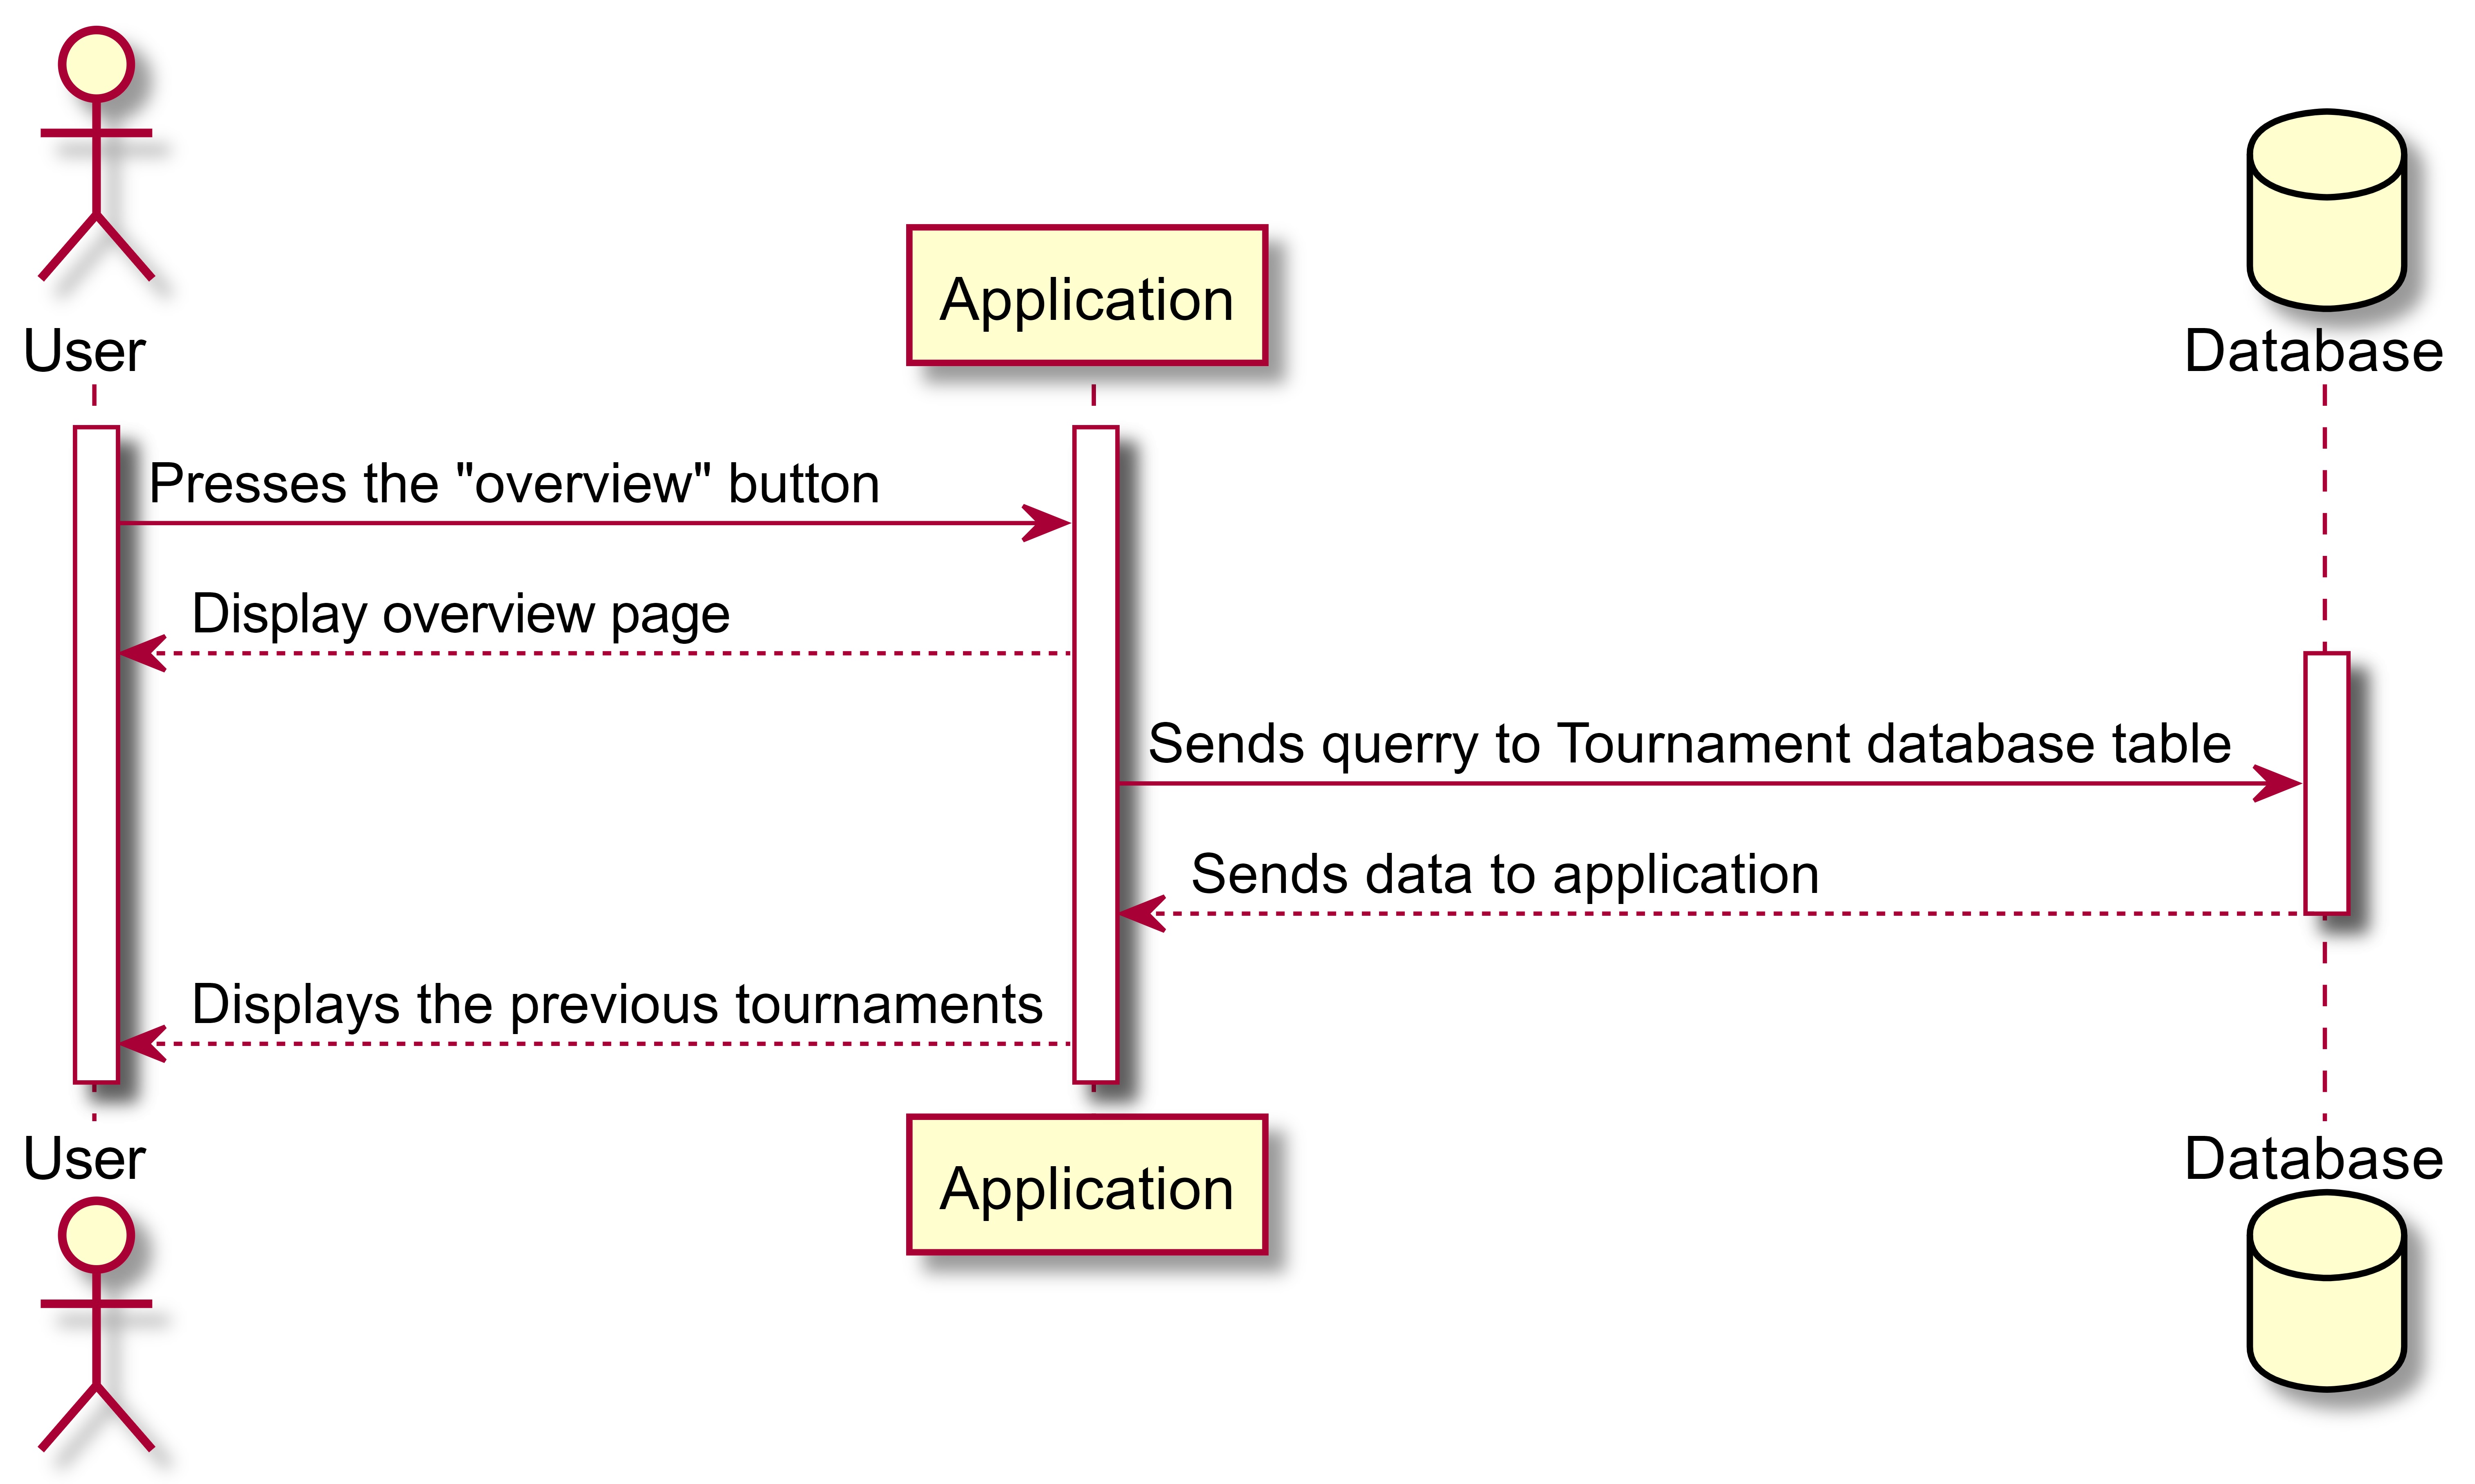 User
Application
Database
Presses the "overview" button
Display overview page
Sends querry to Tournament database table
Sends data to application
Displays the previous tournaments
User
Application
Database